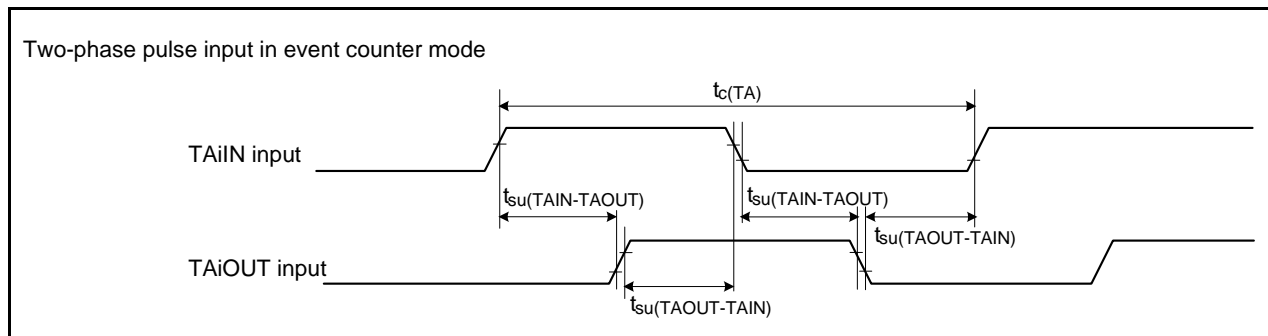 Two-phase pulse input in event counter mode
tc(TA)
TAiIN input
tsu(TAIN-TAOUT)
tsu(TAIN-TAOUT)
tsu(TAOUT-TAIN)
TAiOUT input
tsu(TAOUT-TAIN)